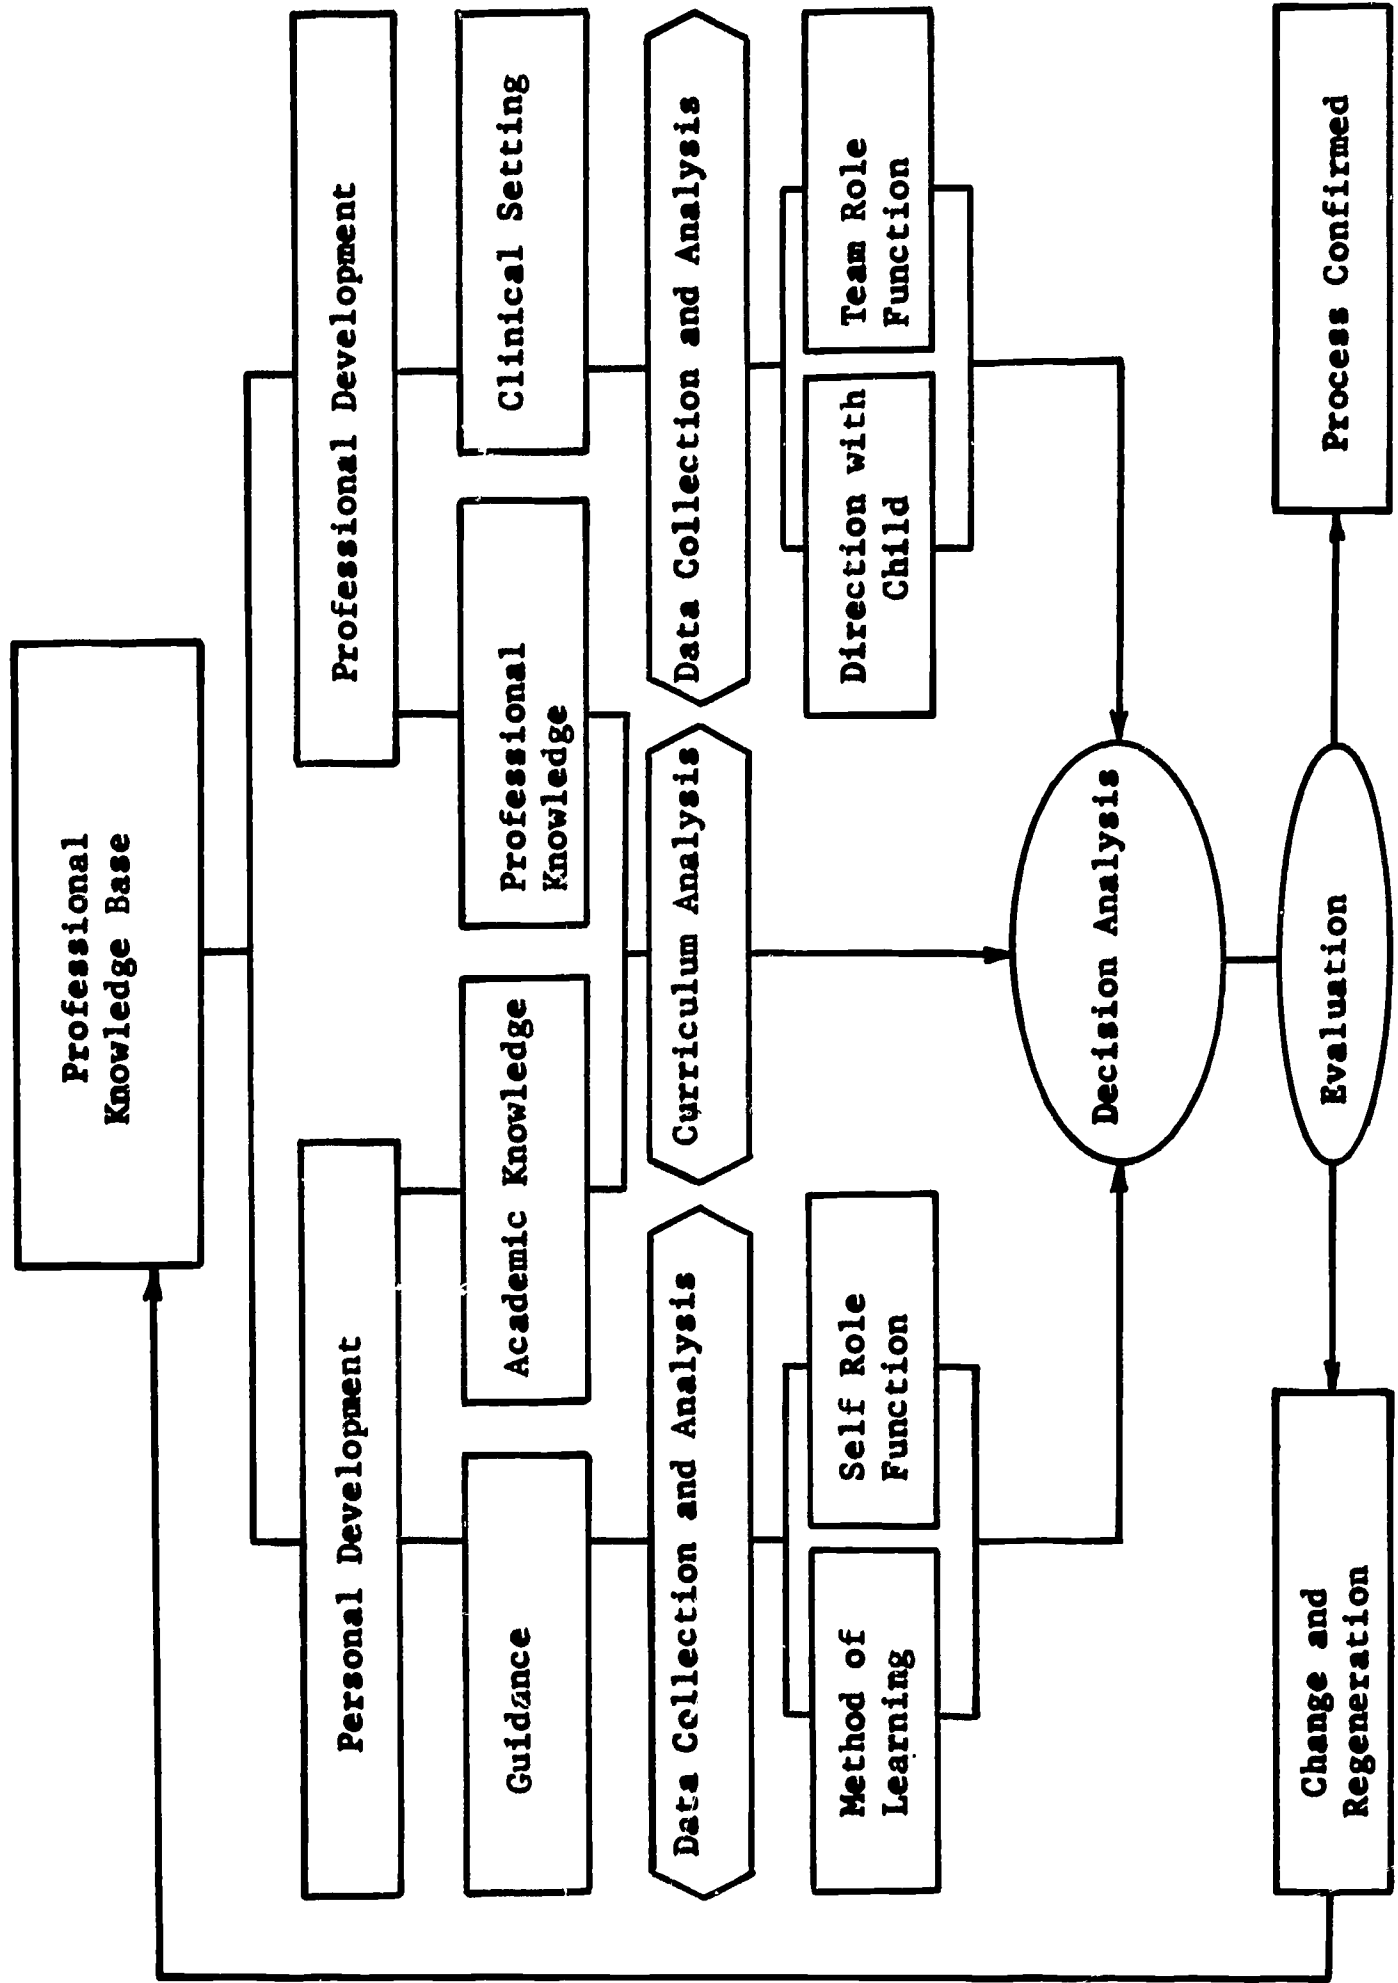 Professional
Knowledge Base
Personal Development
Professional Development
Guidance
Academic Knowledge
Professional
Knowledge
Clinical Setting
Data Collection and Analysis
Curriculum Analysis
Data Collection and Analysis
Method of
Learning
Self Role
Function
Direction with
Child
Team Role
Function
Decision Analysis
Change and
Regeneration
Evaluation
Process Confirmed